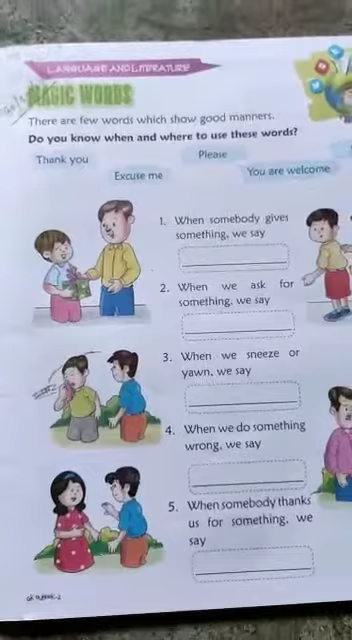 LANGUAGE AND LITERATURE
MAGIC WORDS
There are few words which show good manners.
Do you know when and where to use these words?
Thank you
Please
Excuse me
You are welcome
1. When somebody gives
something, we say
2. When we ask for
something, we say
3. When we sneeze or
yawn, we say
4. When we do something
wrong, we say
5. When somebody thanks
us for something, we
say